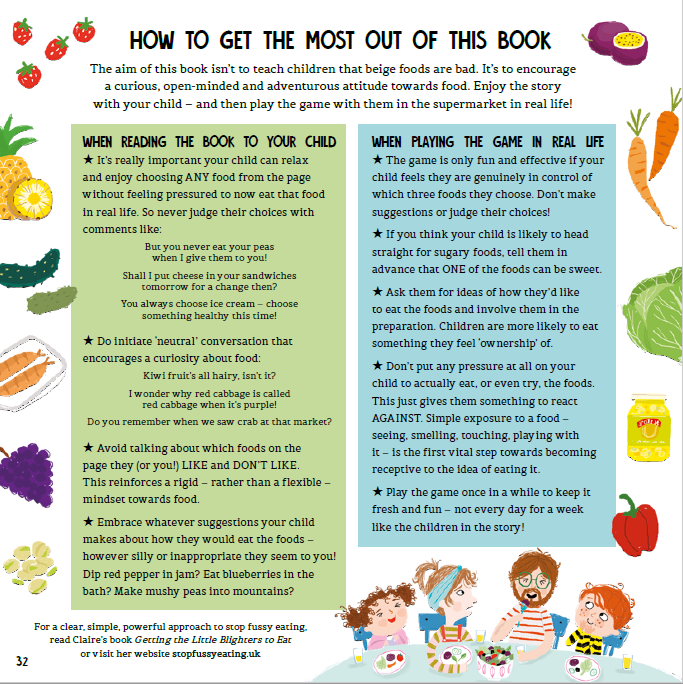 HOW TO GET THE MOST OUT OF THIS BOOK
The aim of this book isn't to teach children that beige foods are bad. It's to encourage
a curious, open-minded and adventurous attitude towards food. Enjoy the story
with your child – and then play the game with them in the supermarket in real life!
WHEN READING THE BOOK TO YOUR CHILD
★ It's really important your child can relax
and enjoy choosing ANY food from the page
without feeling pressured to now eat that food
in real life. So never judge their choices with
comments like:
But you never eat your peas
when I give them to you!
Shall I put cheese in your sandwiches
tomorrow for a change then?
You always choose ice cream – choose
something healthy this time!
★ Do initiate 'neutral' conversation that
encourages a curiosity about food:
Kiwi fruit's all hairy, isn't it?
I wonder why red cabbage is called
red cabbage when it's purple!
Do you remember when we saw crab at that market?
★ Avoid talking about which foods on the
page they (or you!) LIKE and DON'T LIKE.
This reinforces a rigid – rather than a flexible –
mindset towards food.
★ Embrace whatever suggestions your child
makes about how they would eat the foods –
however silly or inappropriate they seem to you!
Dip red pepper in jam? Eat blueberries in the
bath? Make mushy peas into mountains?
WHEN PLAYING THE GAME IN REAL LIFE
★ The game is only fun and effective if your
child feels they are genuinely in control of
which three foods they choose. Don't make
suggestions or judge their choices!
★ If you think your child is likely to head
straight for sugary foods, tell them in
advance that ONE of the foods can be sweet.
★ Ask them for ideas of how they'd like
to eat the foods and involve them in the
preparation. Children are more likely to eat
something they feel 'ownership' of.
★ Don't put any pressure at all on your
child to actually eat, or even try, the foods.
This just gives them something to react
AGAINST. Simple exposure to a food –
seeing, smelling, touching, playing with
it – is the first vital step towards becoming
receptive to the idea of eating it.
★ Play the game once in a while to keep it
fresh and fun – not every day for a week
like the children in the story!
For a clear, simple, powerful approach to stop fussy eating,
read Claire's book Getting the Little Blighters to Eat
or visit her website stopfussyeating.uk
32